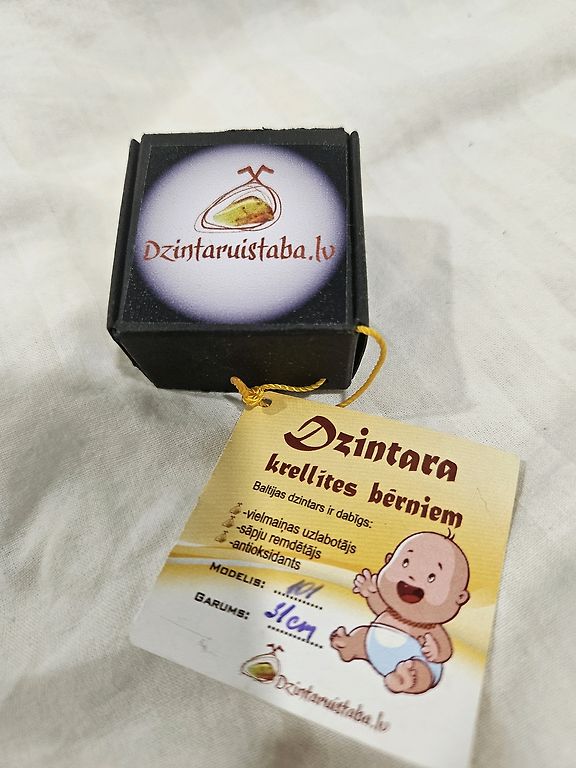 Dzintaruistaba.lv
Dzintara
krellītes bērniem
Baltijas dzintars ir dabīgs:
-vielmaiņas uzlabotājs
-sāpju remdētājs
-antioksidants
Modelis: 101
Garums: 31cm
Dzintaruistaba.lv